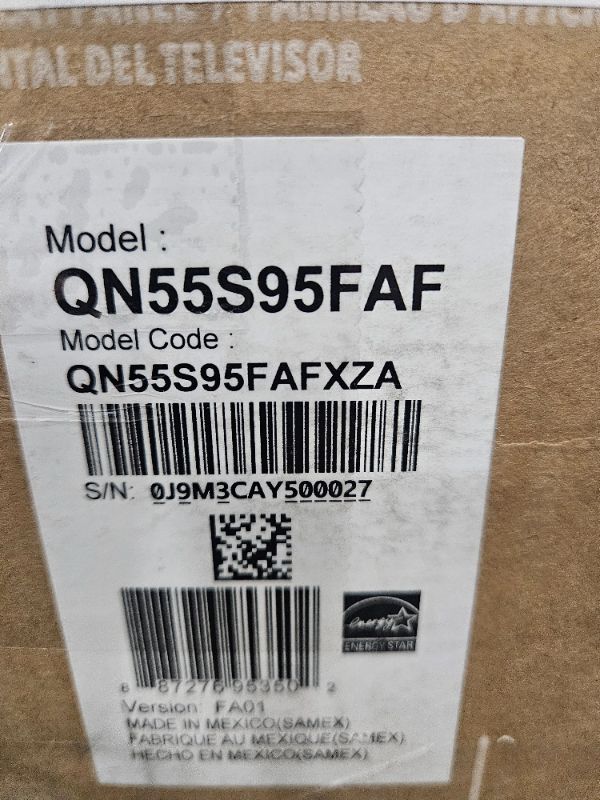 DEL TELEVISOR
Model :
QN55S95FAF
Model Code :
QN55S95FAFXZA
S/N: 0J9M3CAY500027
energy
ENERGY STAR
8 87276 95350 2
Version: FA01
MADE IN MEXICO(SAMEX)
FABRIQUE AU MEXIQUE(SAMEX)
HECHO EN MEXICO(SAMEX)